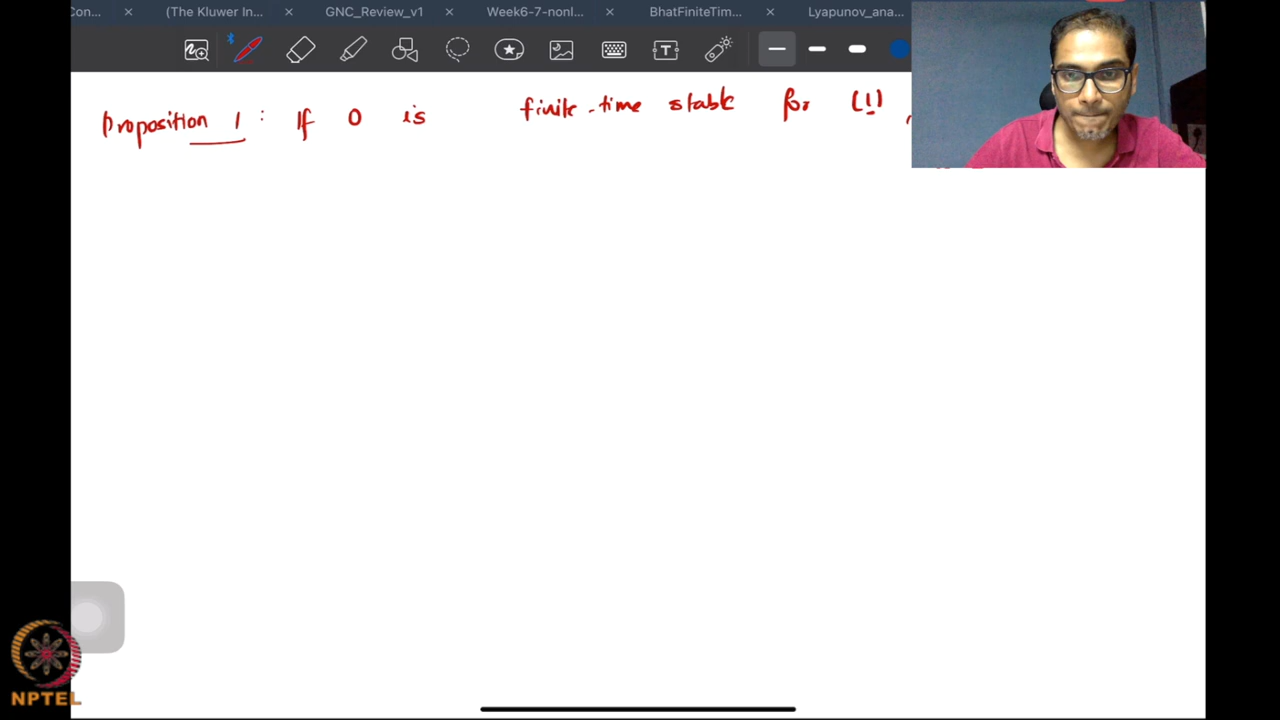 Con... (The Kluwer In... GNC_Review_v1 Week6-7-nonl... BhatFiniteTim... Lyapunov_ana...
T
Proposition 1 : If 0 is finite-time stable for (1)
NPTEL